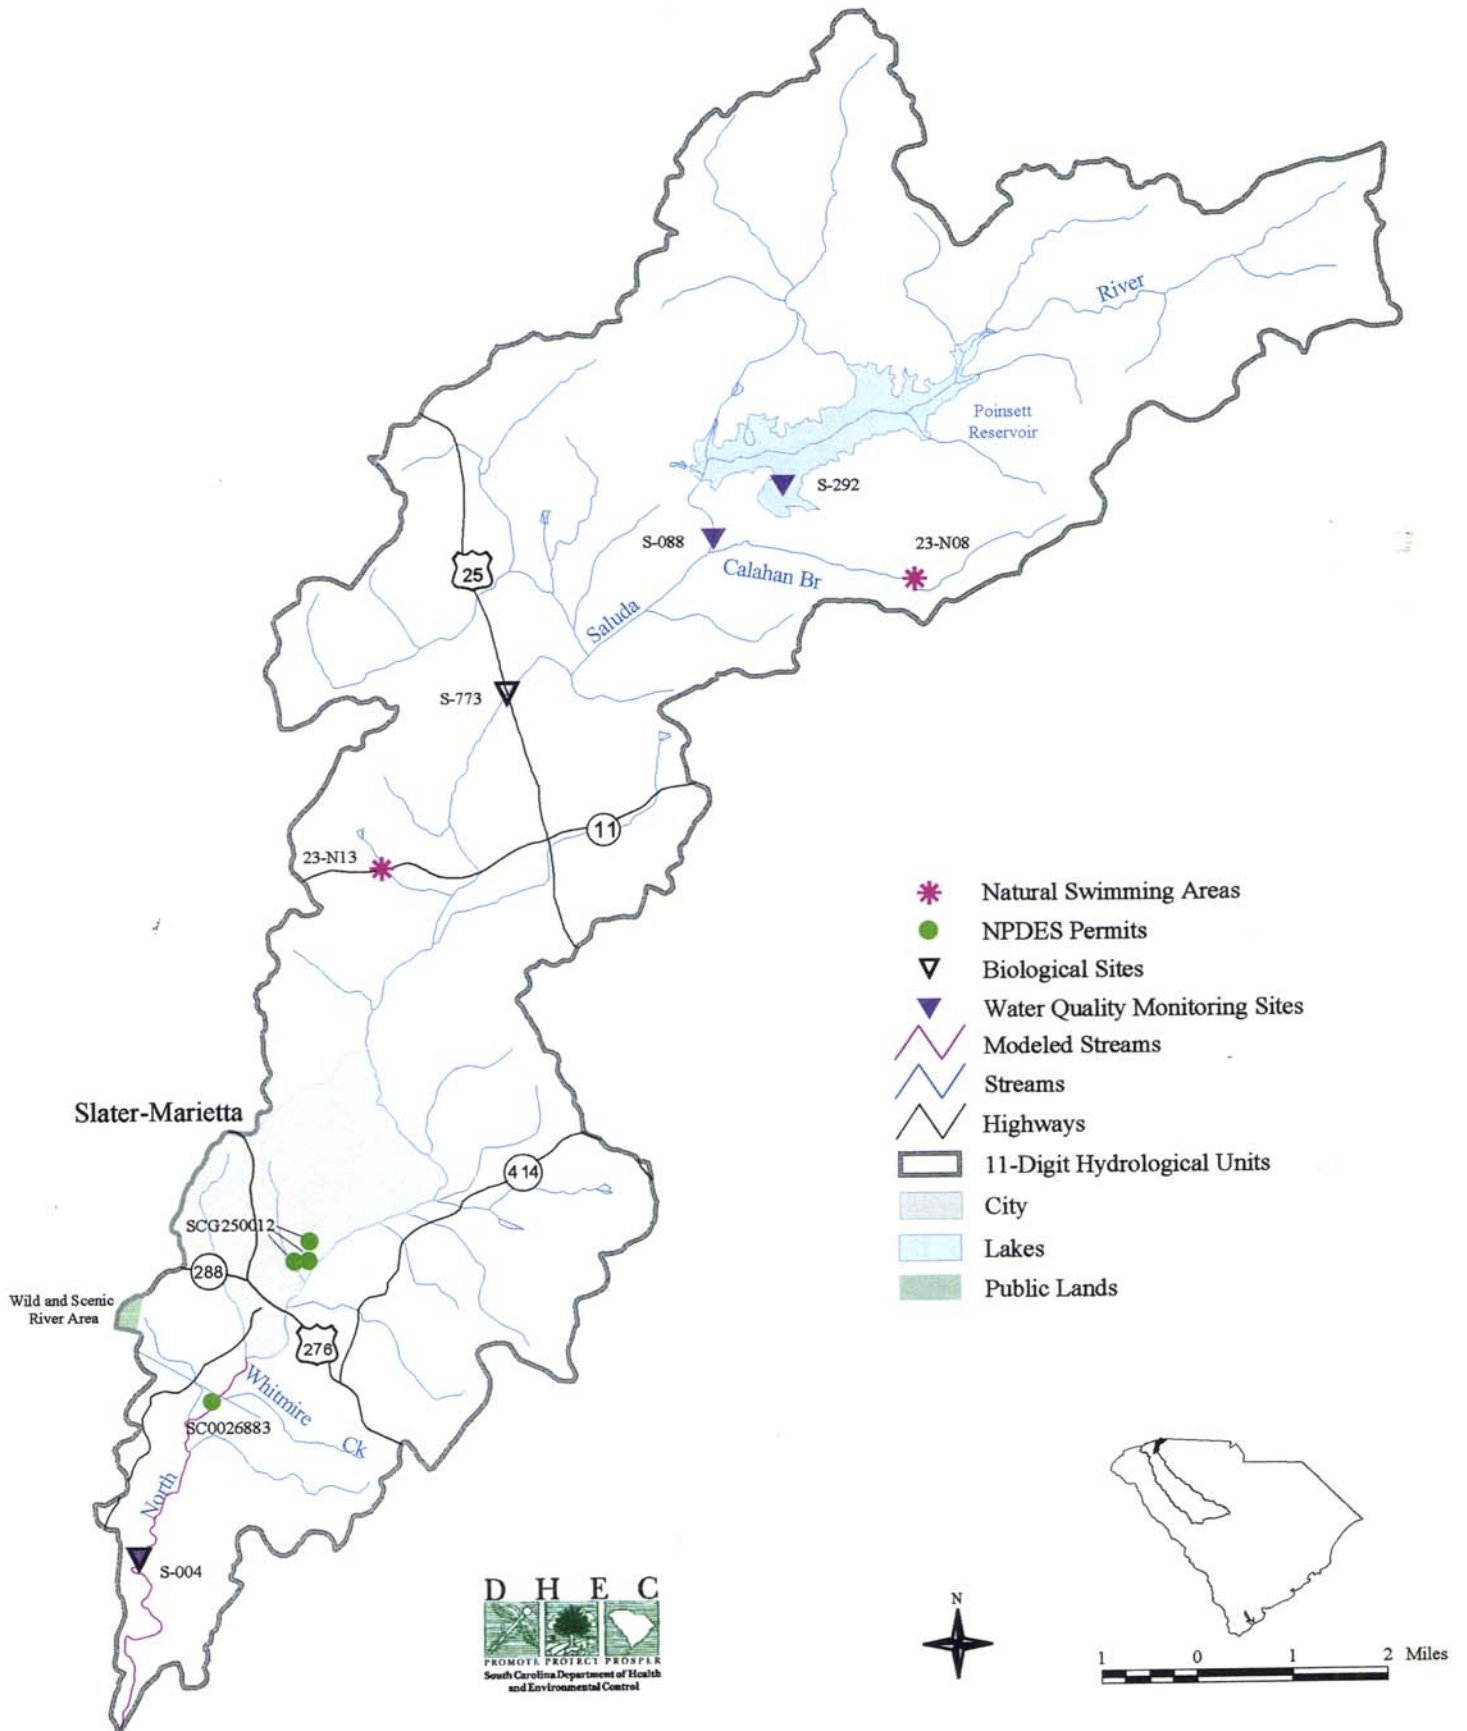 River
Poinsett
Reservoir
S-292
S-088
23-N08
Calahan Br
25
Saluda
S-773
11
23-N13
Natural Swimming Areas
NPDES Permits
Biological Sites
Water Quality Monitoring Sites
Modeled Streams
Streams
Highways
11-Digit Hydrological Units
City
Lakes
Public Lands
Slater-Marietta
414
SCG250012
288
Wild and Scenic
River Area
276
Whitmire
Ck
SC0026883
North
S-004
D H E C
PROMOTE PROTECT PROSPER
South Carolina Department of Health
and Environmental Control
N
1 0 1 2 Miles